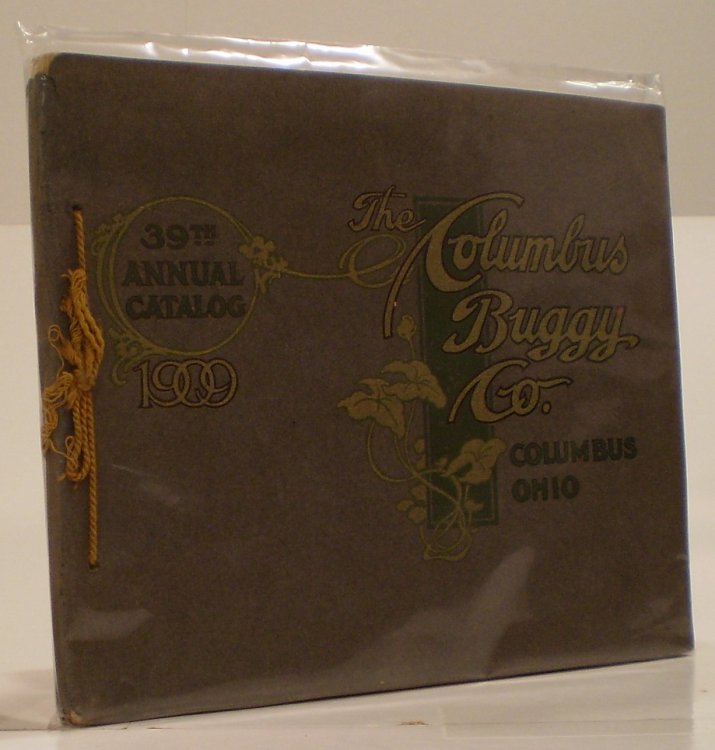 39TH
ANNUAL
CATALOG
1909
The Columbus
Buggy
Co.
COLUMBUS
OHIO